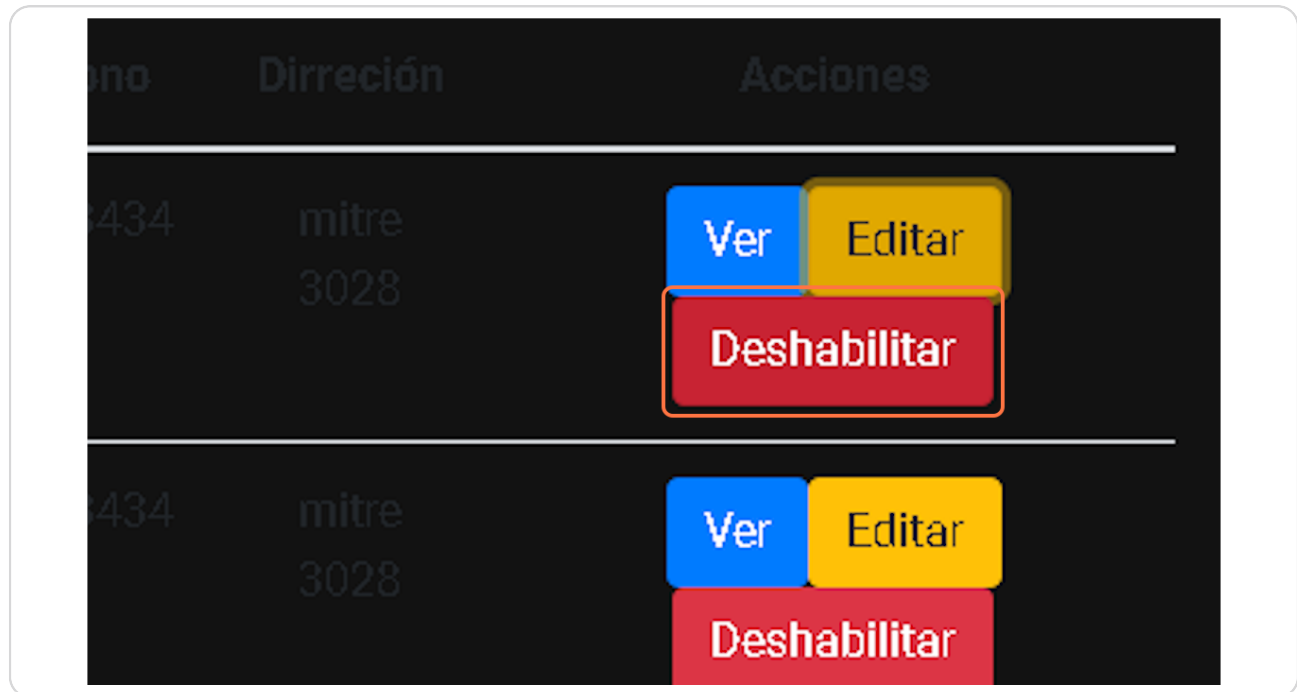 ono Dirreción Acciones
3434 mitre Ver Editar
3028
Deshabilitar
3434 mitre Ver Editar
3028
Deshabilitar